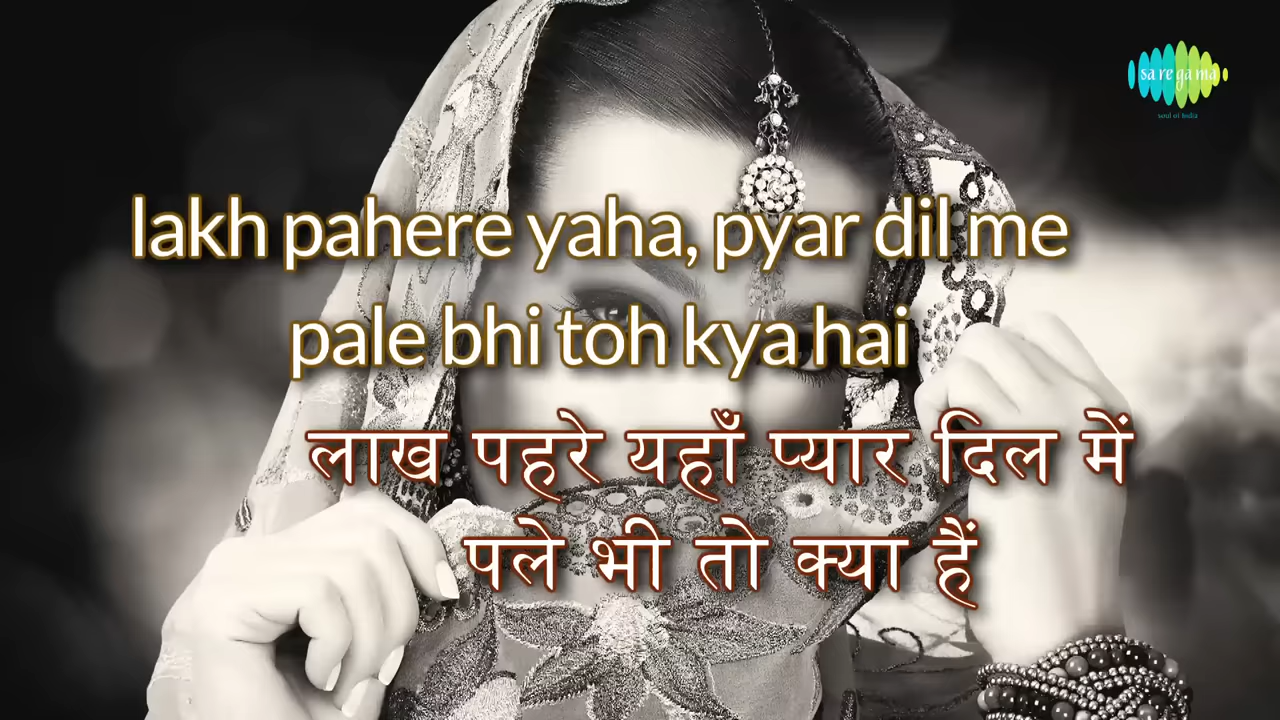 sa re ga ma
soul of India
lakh pahere yaha, pyar dil me
pale bhi toh kya hai
लाख पहरे यहाँ प्यार दिल में
पले भी तो क्या हैं